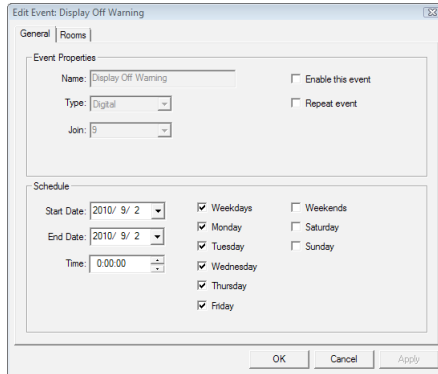 Edit Event: Display Off Warning
General Rooms
Event Properties
Name: Display Off Warning Enable this event
Type: Digital Repeat event
Join: 9
Schedule
Start Date: 2010/ 9/ 2 Weekdays Weekends
Monday Saturday
End Date: 2010/ 9/ 2 Tuesday Sunday
Time: 0:00:00 Wednesday
Thursday
Friday
OK Cancel Apply